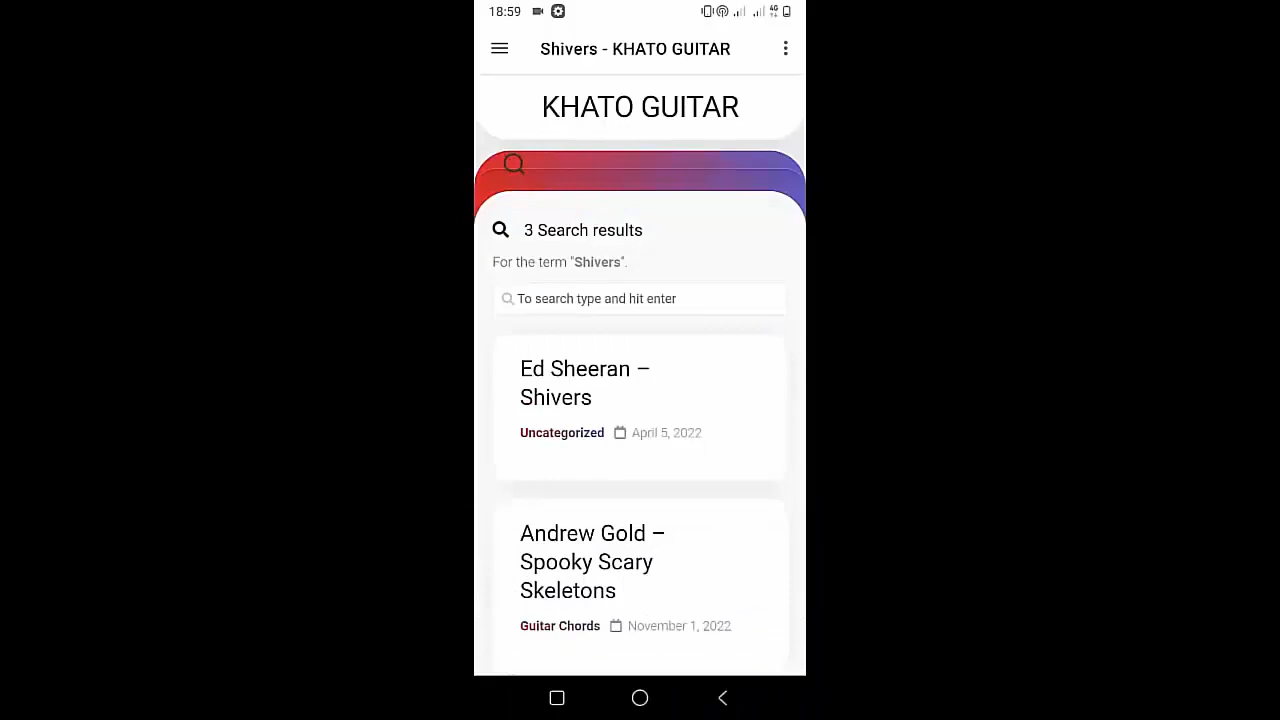 18:59
4G
Shivers - KHATO GUITAR
KHATO GUITAR
3 Search results
For the term "Shivers".
To search type and hit enter
Ed Sheeran –
Shivers
Uncategorized April 5, 2022
Andrew Gold –
Spooky Scary
Skeletons
Guitar Chords November 1, 2022